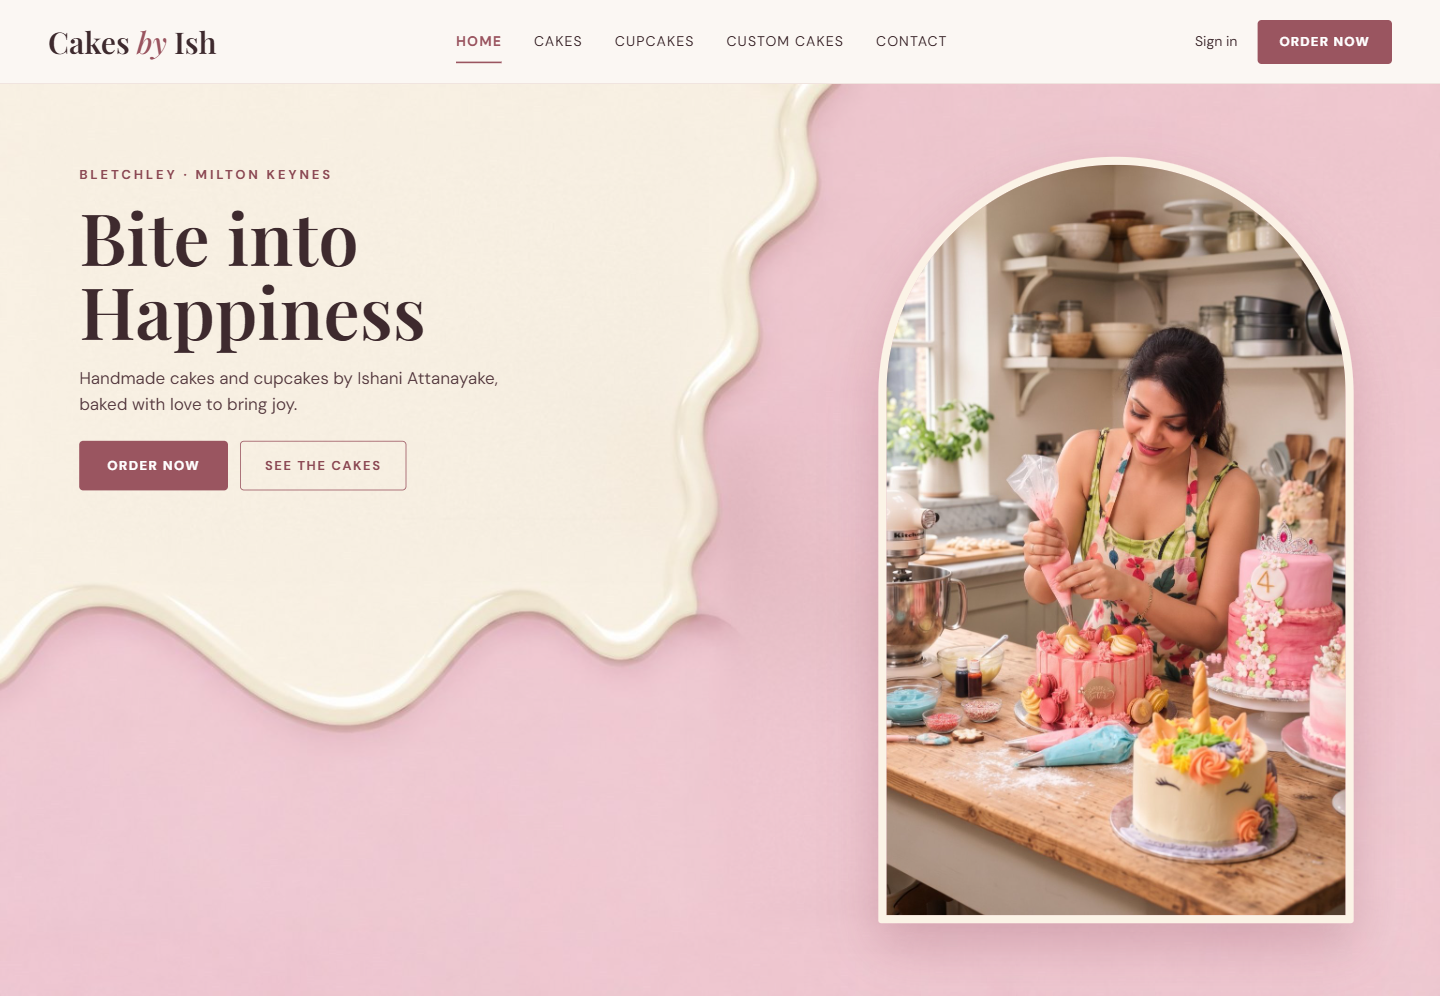 Cakes by Ish
HOME CAKES CUPCAKES CUSTOM CAKES CONTACT
Sign in ORDER NOW
BLETCHLEY · MILTON KEYNES
Bite into
Happiness
Handmade cakes and cupcakes by Ishani Attanayake,
baked with love to bring joy.
ORDER NOW SEE THE CAKES
4